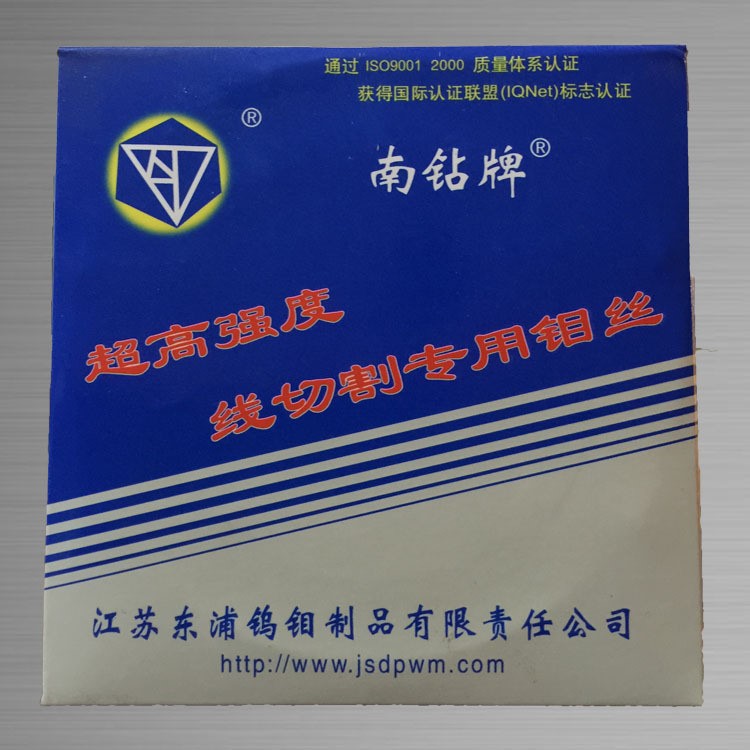 通过 ISO9001 2000 质量体系认证
获得国际认证联盟(IQNet)标志认证
®
南钻牌®
超高强度
线切割专用钼丝
江苏东浦钨钼制品有限责任公司
http://www.jsdpwm.com